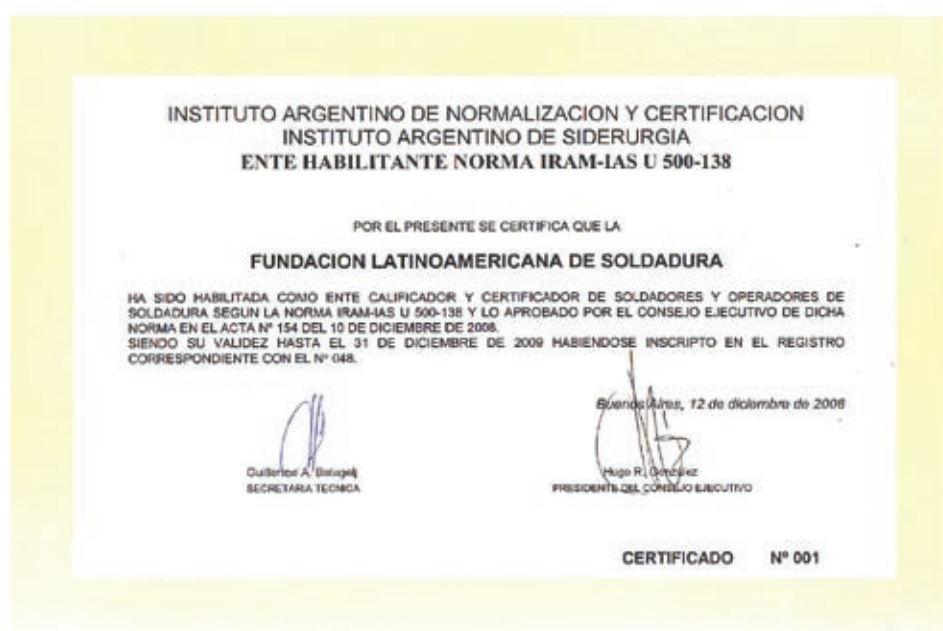 INSTITUTO ARGENTINO DE NORMALIZACION Y CERTIFICACION
INSTITUTO ARGENTINO DE SIDERURGIA
ENTE HABILITANTE NORMA IRAM-IAS U 500-138
POR EL PRESENTE SE CERTIFICA QUE LA
FUNDACION LATINOAMERICANA DE SOLDADURA
HA SIDO HABILITADA COMO ENTE CALIFICADOR Y CERTIFICADOR DE SOLDADORES Y OPERADORES DE
SOLDADURA SEGUN LA NORMA IRAM-IAS U 500-138 Y LO APROBADO POR EL CONSEJO EJECUTIVO DE DICHA
NORMA EN EL ACTA Nº 154 DEL 10 DE DICIEMBRE DE 2008.
SIENDO SU VALIDEZ HASTA EL 31 DE DICIEMBRE DE 2009 HABIENDOSE INSCRIPTO EN EL REGISTRO
CORRESPONDIENTE CON EL Nº 048.
Buenos Aires, 12 de diciembre de 2008
Guillermo A.
SECRETARIA TECNICA
Hugo R. González
PRESIDENTE DEL CONSEJO EJECUTIVO
CERTIFICADO Nº 001